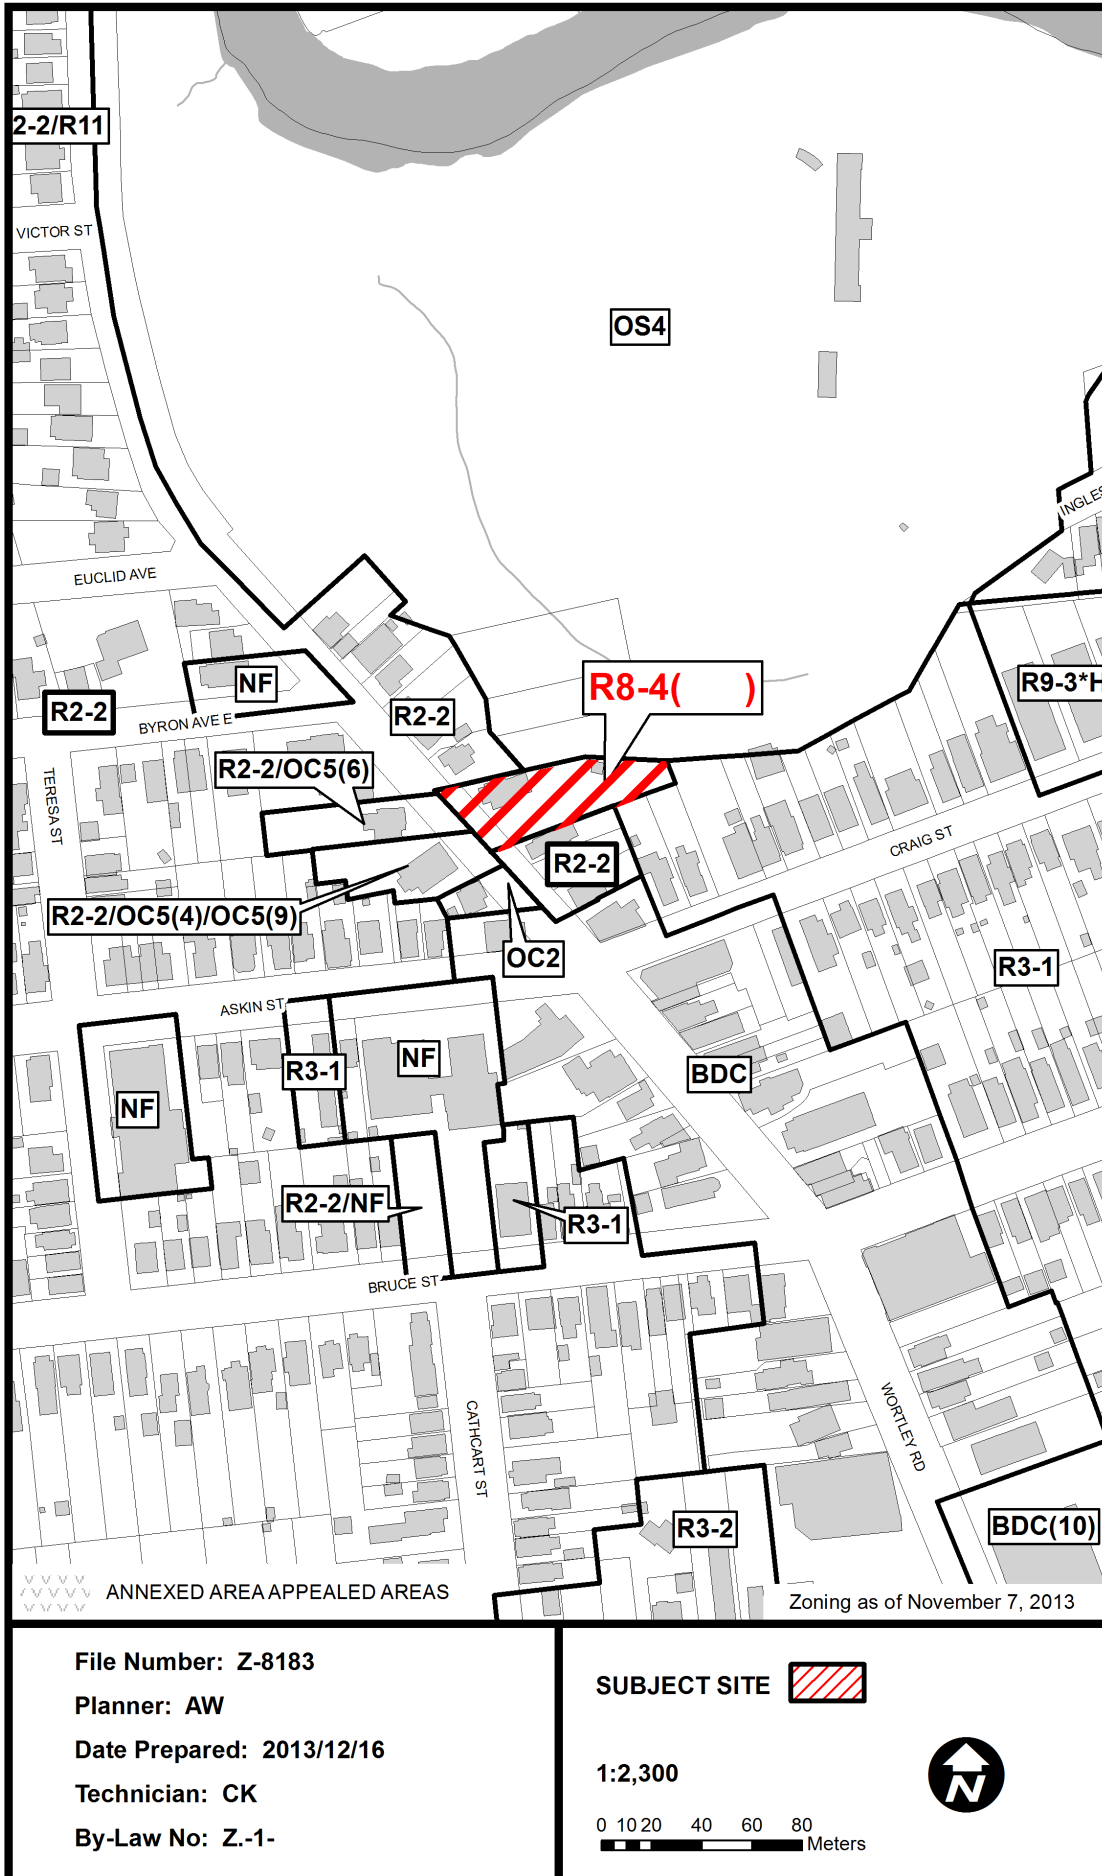 2-2/R11
VICTOR ST
OS4
INGLES
EUCLID AVE
NF
R8-4( )
R9-3*H
R2-2
R2-2
BYRON AVE E
R2-2/OC5(6)
TERESA ST
CRAIG ST
R2-2
R2-2/OC5(4)/OC5(9)
OC2
R3-1
ASKIN ST
NF
R3-1
BDC
NF
R2-2/NF
R3-1
BRUCE ST
CATHCART ST
WORTLEY RD
R3-2
BDC(10)
ANNEXED AREA APPEALED AREAS
Zoning as of November 7, 2013
File Number: Z-8183
Planner: AW
Date Prepared: 2013/12/16
Technician: CK
By-Law No: Z.-1-
SUBJECT SITE
1:2,300
N
0 10 20 40 60 80
Meters